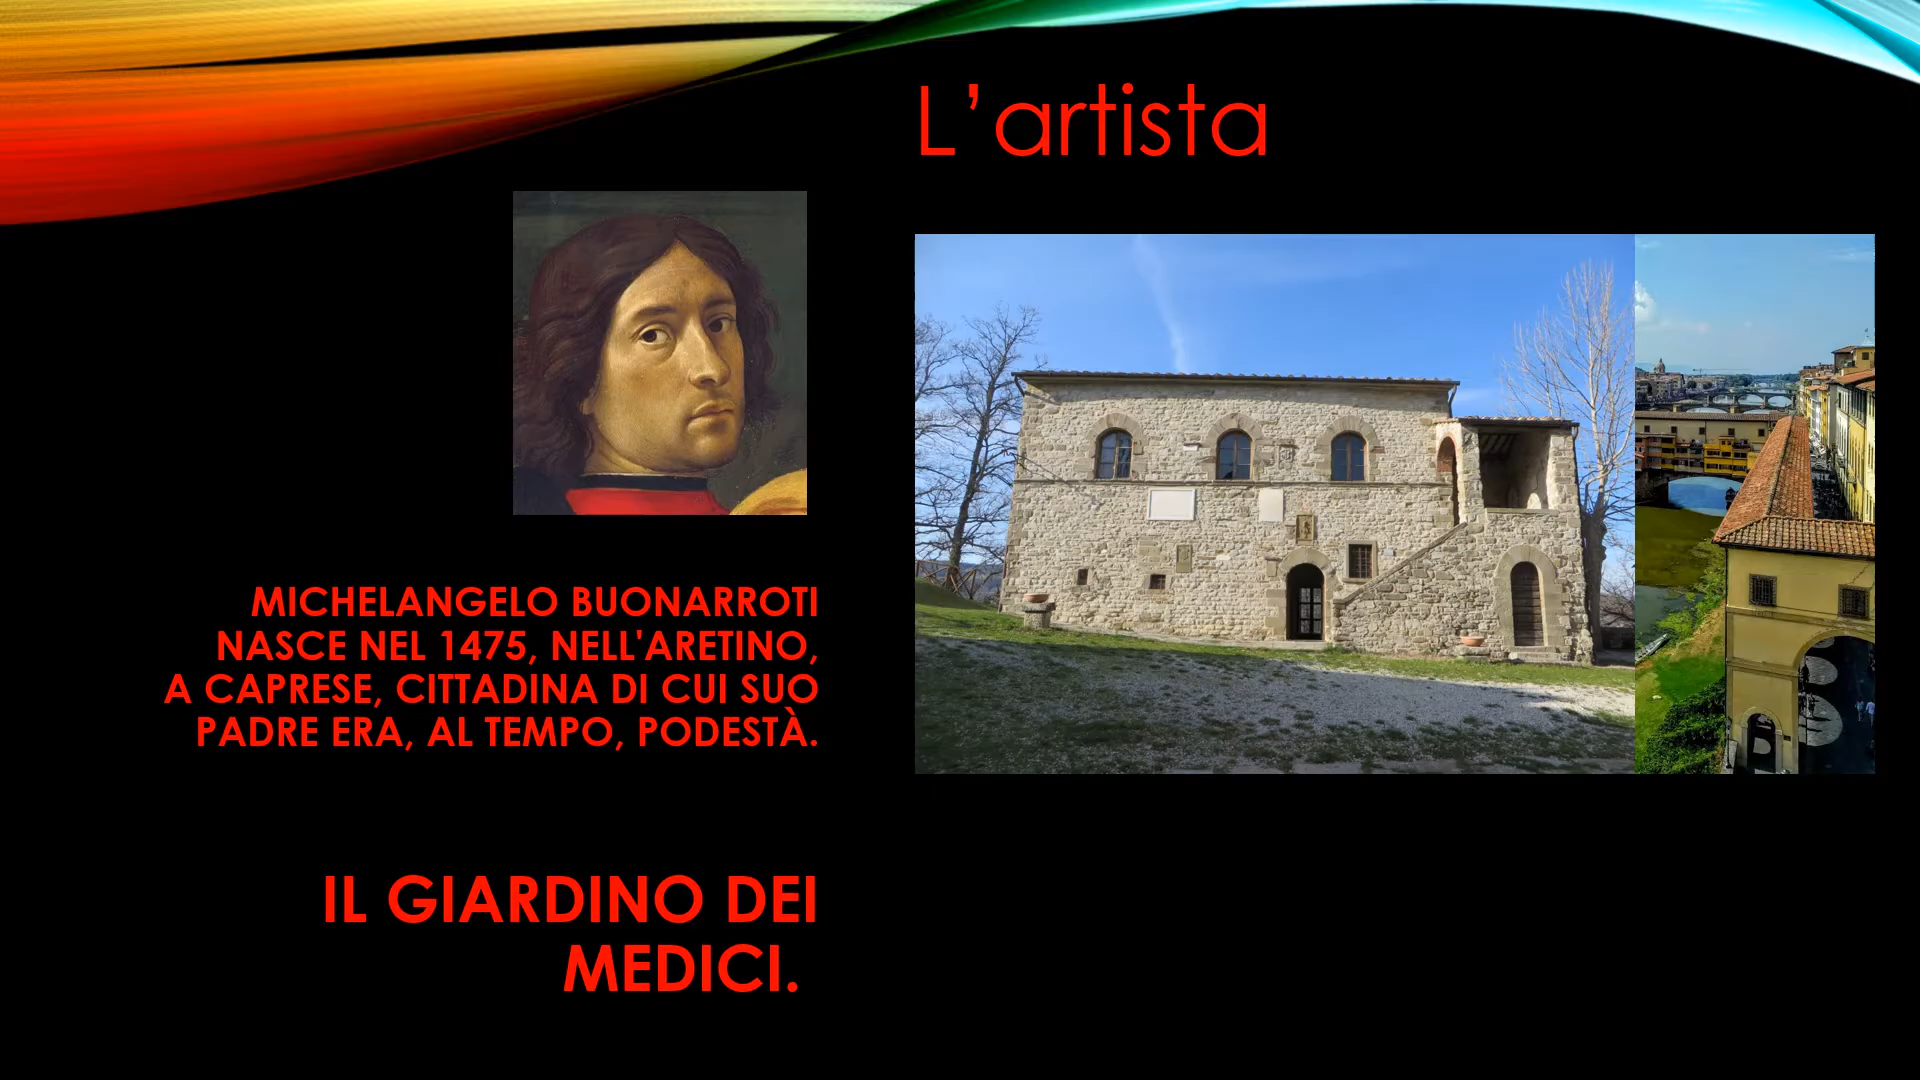 L’artista
MICHELANGELO BUONARROTI
NASCE NEL 1475, NELL'ARETINO,
A CAPRESE, CITTADINA DI CUI SUO
PADRE ERA, AL TEMPO, PODESTÀ.
IL GIARDINO DEI
MEDICI.